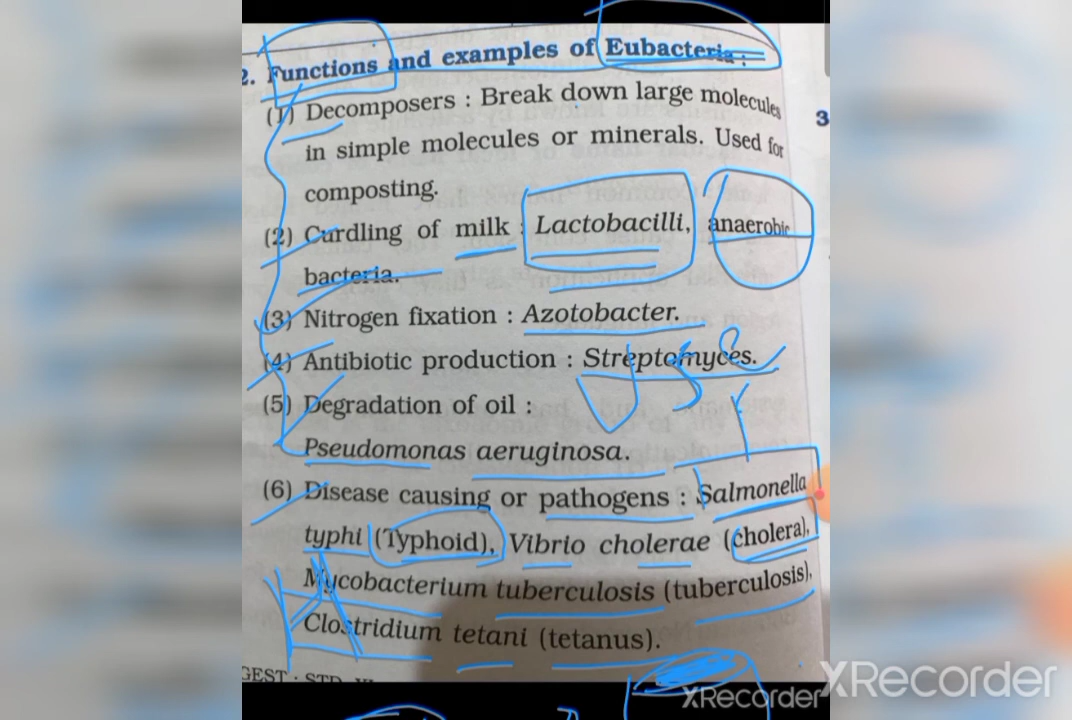 2. Functions and examples of Eubacteria :
(1) Decomposers : Break down large molecules
in simple molecules or minerals. Used for
composting.
(2) Curdling of milk : Lactobacilli, anaerobic
bacteria.
(3) Nitrogen fixation : Azotobacter.
(4) Antibiotic production : Streptomyces.
(5) Degradation of oil :
Pseudomonas aeruginosa.
(6) Disease causing or pathogens : Salmonella
typhi (Typhoid), Vibrio cholerae (cholera),
Mycobacterium tuberculosis (tuberculosis),
Clostridium tetani (tetanus).
3
GEST : STD.
XRecorder
XRecorder